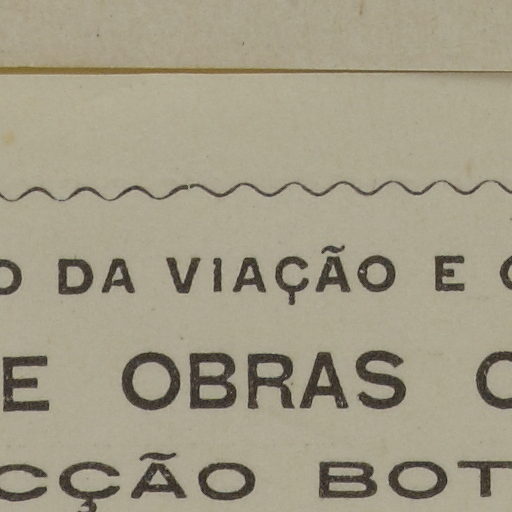 O DA VIAÇÃO E O
E OBRAS C
CÇÃO BOT